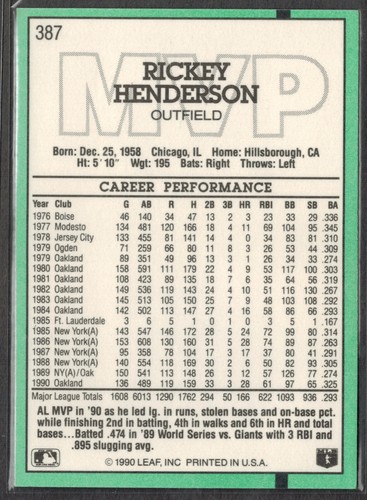 387
MVP
RICKEY
HENDERSON
OUTFIELD
Born: Dec. 25, 1958 Chicago, IL Home: Hillsborough, CA
Ht: 5' 10" Wgt: 195 Bats: Right Throws: Left
CAREER PERFORMANCE
Year Club G AB R H 2B 3B HR RBI BB SB BA
1976 Boise 46 140 34 47 13 2 3 23 33 29 .336
1977 Modesto 134 481 120 166 18 4 11 69 104 95 .345
1978 Jersey City 133 455 81 141 14 4 0 34 83 81 .310
1979 Ogden 71 259 66 80 11 8 3 26 53 44 .309
1979 Oakland 89 351 49 96 13 3 1 26 34 33 .274
1980 Oakland 158 591 111 179 22 4 9 53 117 100 .303
1981 Oakland 108 423 89 135 18 7 6 35 64 56 .319
1982 Oakland 149 536 119 143 24 4 10 51 116 130 .267
1983 Oakland 145 513 105 150 25 7 9 48 103 108 .292
1984 Oakland 142 502 113 147 27 4 16 58 86 66 .293
1985 Ft. Lauderdale 3 6 5 1 0 1 0 3 5 1 .167
1985 New York(A) 143 547 146 172 28 5 24 72 99 80 .314
1986 New York(A) 153 608 130 160 31 5 28 74 89 87 .263
1987 New York(A) 95 358 78 104 17 3 17 37 80 41 .291
1988 New York(A) 140 554 118 169 30 2 6 50 82 93 .305
1989 NY(A)/Oak 150 541 113 148 26 3 12 57 126 77 .274
1990 Oakland 136 489 119 159 33 3 28 61 97 65 .325
Major League Totals 1608 6013 1290 1762 294 50 166 622 1093 936 .293
AL MVP in '90 as he led lg. in runs, stolen bases and on-base pct.
while finishing 2nd in batting, 4th in walks and 6th in HR and total
bases...Batted .474 in '89 World Series vs. Giants with 3 RBI and
.895 slugging avg.
© 1990 LEAF, INC PRINTED IN U.S.A.